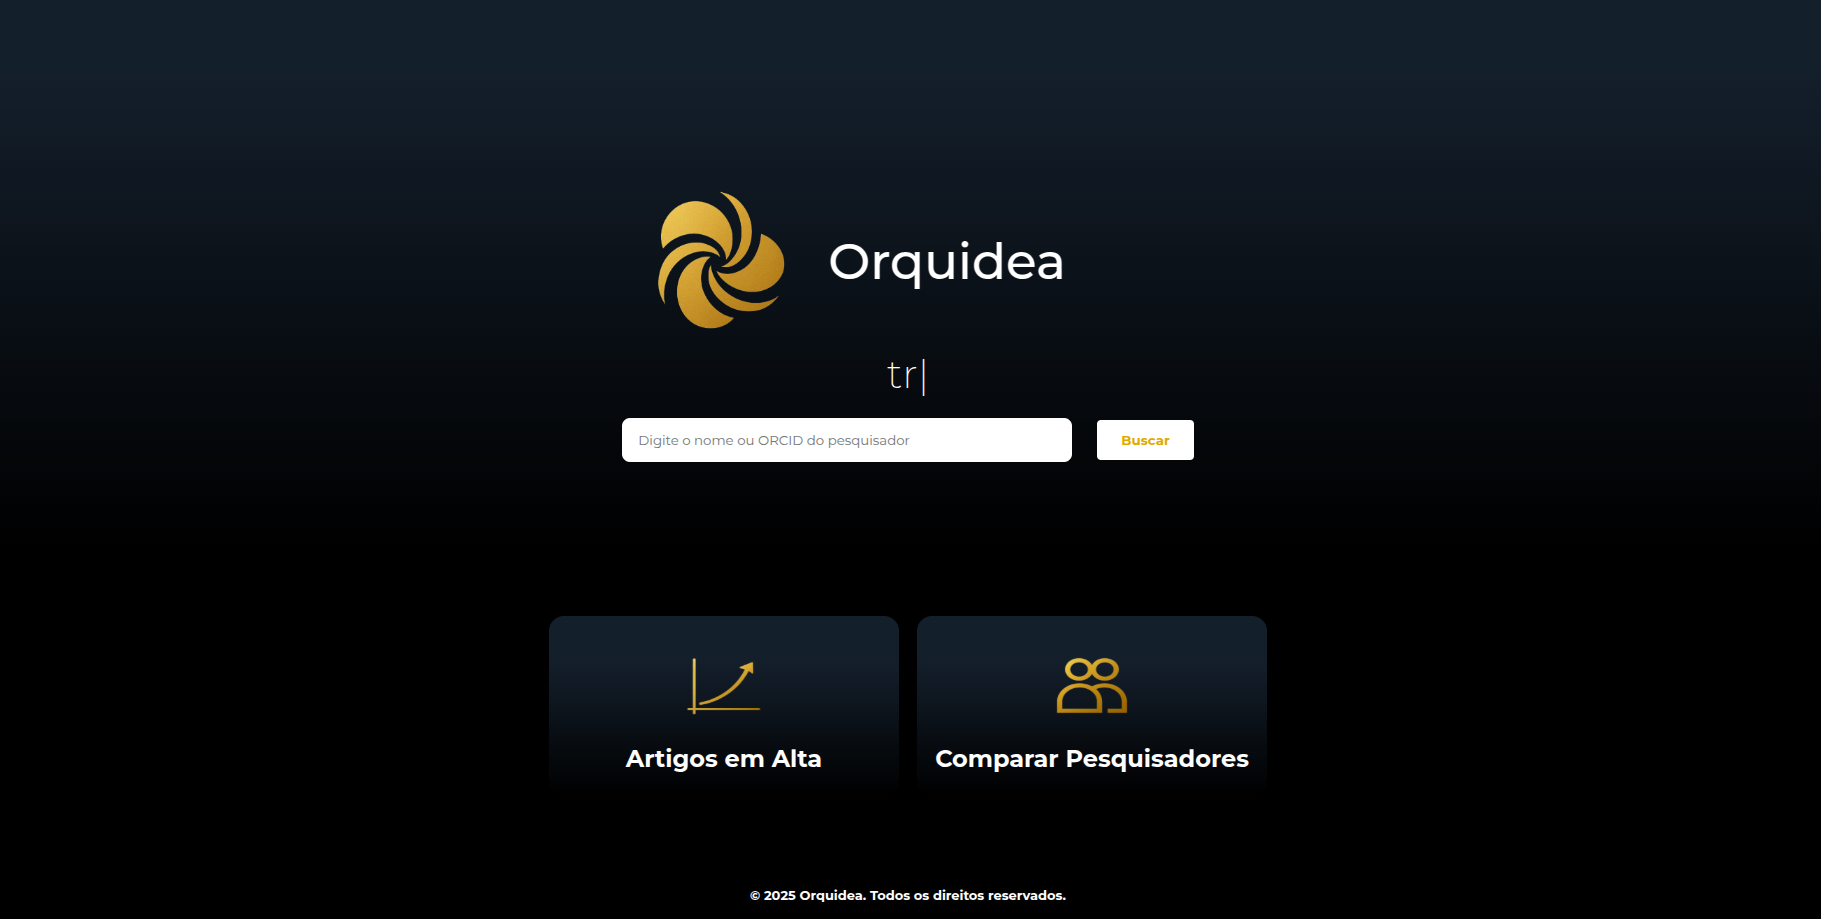 Orquidea
tr|
Digite o nome ou ORCID do pesquisador
Buscar
Artigos em Alta
Comparar Pesquisadores
© 2025 Orquidea. Todos os direitos reservados.